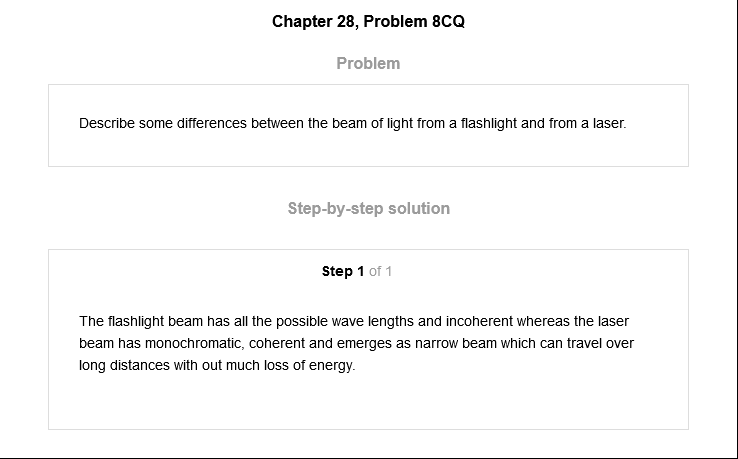 Chapter 28, Problem 8CQ
Problem
Describe some differences between the beam of light from a flashlight and from a laser.
Step-by-step solution
Step 1 of 1
The flashlight beam has all the possible wave lengths and incoherent whereas the laser
beam has monochromatic, coherent and emerges as narrow beam which can travel over
long distances with out much loss of energy.